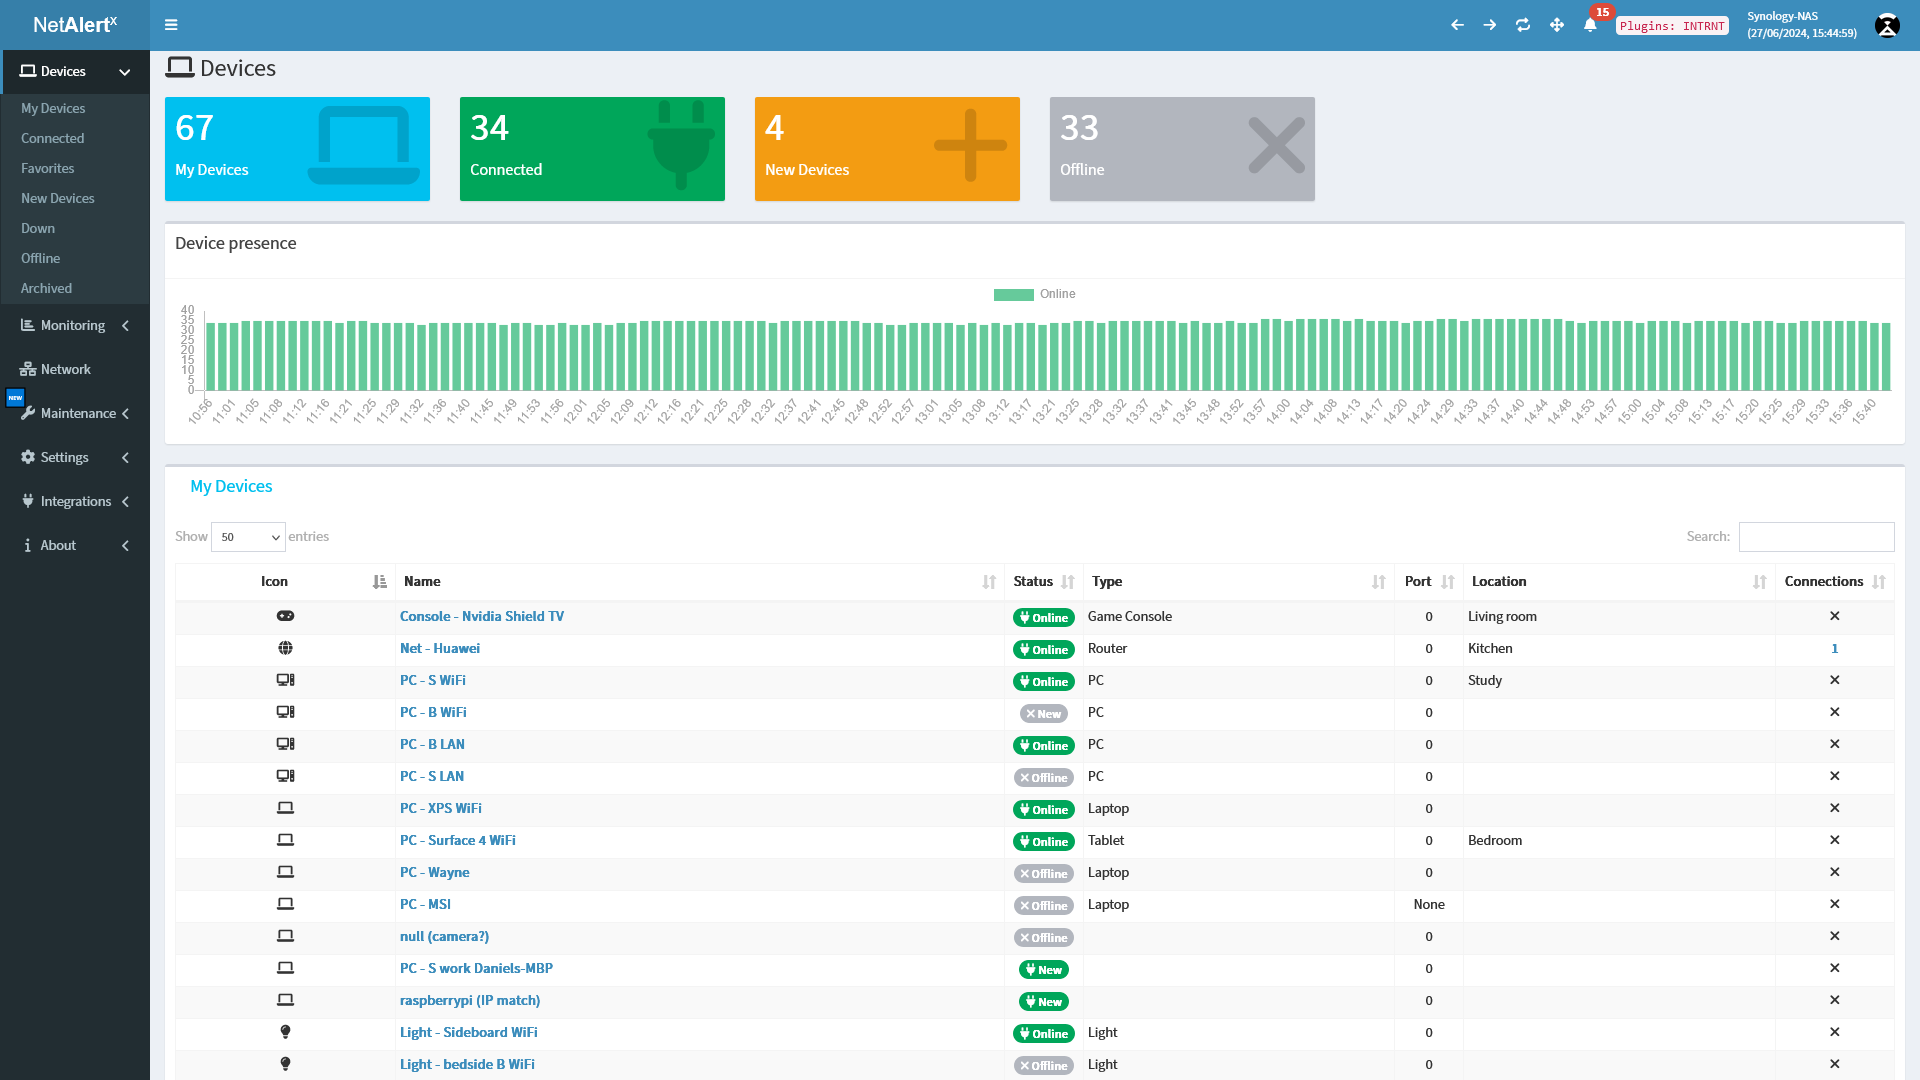 NetAlertx
15
Plugins: INTRNT
Synology-NAS
(27/06/2024, 15:44:59)
Devices
My Devices
Connected
Favorites
New Devices
Down
Offline
Archived
Monitoring
Network
NEW
Maintenance
Settings
Integrations
About
Devices
67
My Devices
34
Connected
4
New Devices
33
Offline
Device presence
Online
40
35
30
25
20
15
10
5
0
10:56 11:01 11:05 11:08 11:12 11:16 11:21 11:25 11:29 11:32 11:36 11:40 11:45 11:49 11:53 11:56 12:01 12:05 12:09 12:12 12:16 12:21 12:25 12:28 12:32 12:37 12:41 12:45 12:48 12:52 12:57 13:01 13:05 13:08 13:12 13:17 13:21 13:25 13:28 13:32 13:37 13:41 13:45 13:48 13:52 13:57 14:00 14:04 14:08 14:13 14:17 14:20 14:24 14:29 14:33 14:37 14:40 14:44 14:48 14:53 14:57 15:00 15:04 15:08 15:13 15:17 15:20 15:25 15:29 15:33 15:36 15:40
My Devices
Show 50 entries
Search:
Icon Name Status Type Port Location Connections
Console - Nvidia Shield TV Online Game Console 0 Living room
Net - Huawei Online Router 0 Kitchen 1
PC - S WiFi Online PC 0 Study
PC - B WiFi New PC 0
PC - B LAN Online PC 0
PC - S LAN Offline PC 0
PC - XPS WiFi Online Laptop 0
PC - Surface 4 WiFi Online Tablet 0 Bedroom
PC - Wayne Offline Laptop 0
PC - MSI Offline Laptop None
null (camera?) Offline 0
PC - S work Daniels-MBP New 0
raspberrypi (IP match) New 0
Light - Sideboard WiFi Online Light 0
Light - bedside B WiFi Offline Light 0